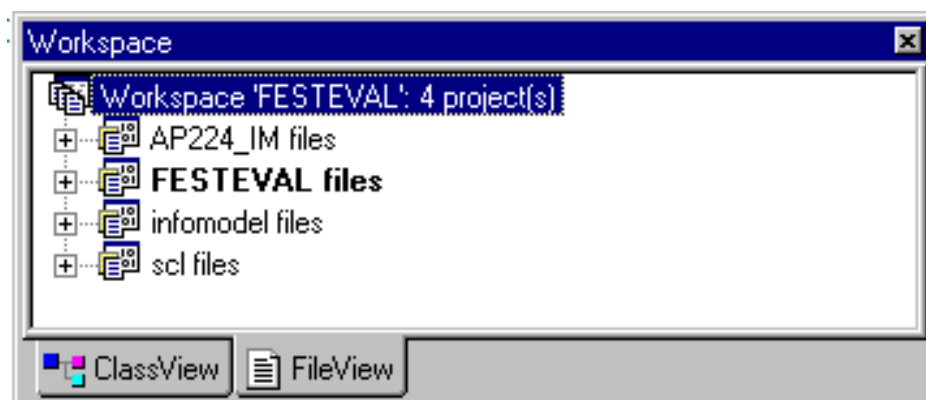 Workspace
Workspace 'FESTEVAL': 4 project(s)
AP224_IM files
FESTEVAL files
infomodel files
scl files
ClassView FileView